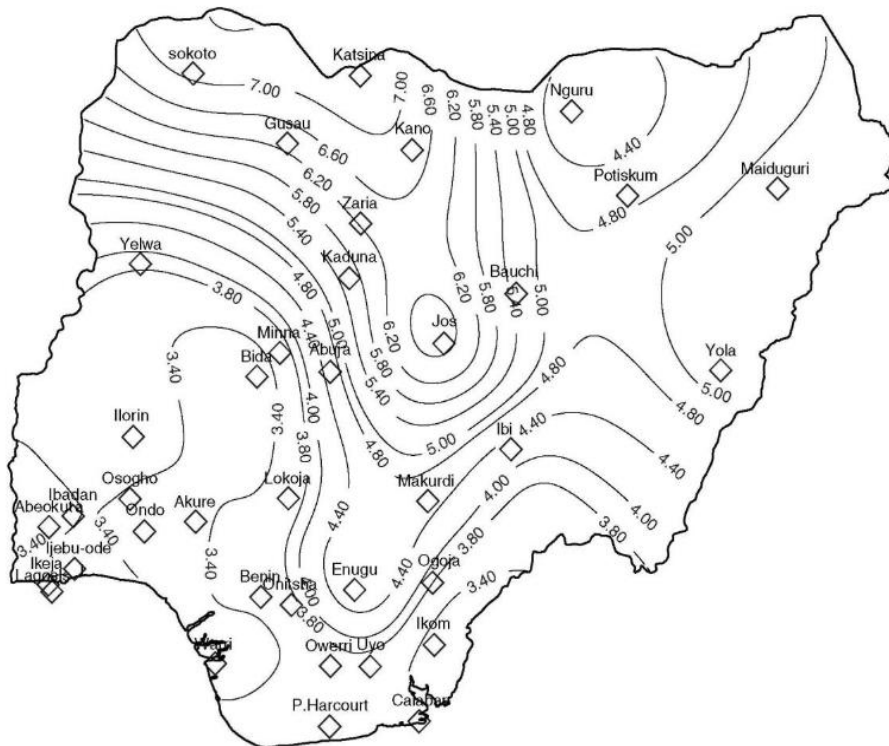 sokoto
Katsina
7.00
7.00
6.60
6.20
5.80
5.40
5.00
4.80
Nguru
Gusau
Kano
4.40
6.60
Potiskum
Maiduguri
6.20
4.80
5.80
Zaria
5.40
5.00
Yelwa
Kaduna
Bauchi
4.80
6.20
5.80
5.40
5.00
3.80
4.40
5.00
6.20
Jos
Minna
3.40
Bida
Abuja
5.80
4.80
Yola
5.00
4.00
5.40
4.80
3.40
Ilorin
3.80
4.80
5.00
Ibi
4.40
4.40
Osogho
Lokoja
Makurdi
4.00
4.00
Ibadan
Abeokuta
Akure
Ondo
3.40
4.40
3.80
3.80
3.40
Ijebu-ode
Ikeja
3.40
4.40
Ogoja
3.40
Benin
Onitsha
Enugu
3.80
Ikom
Warri
Owerri
Uyo
P.Harcourt
Calabar